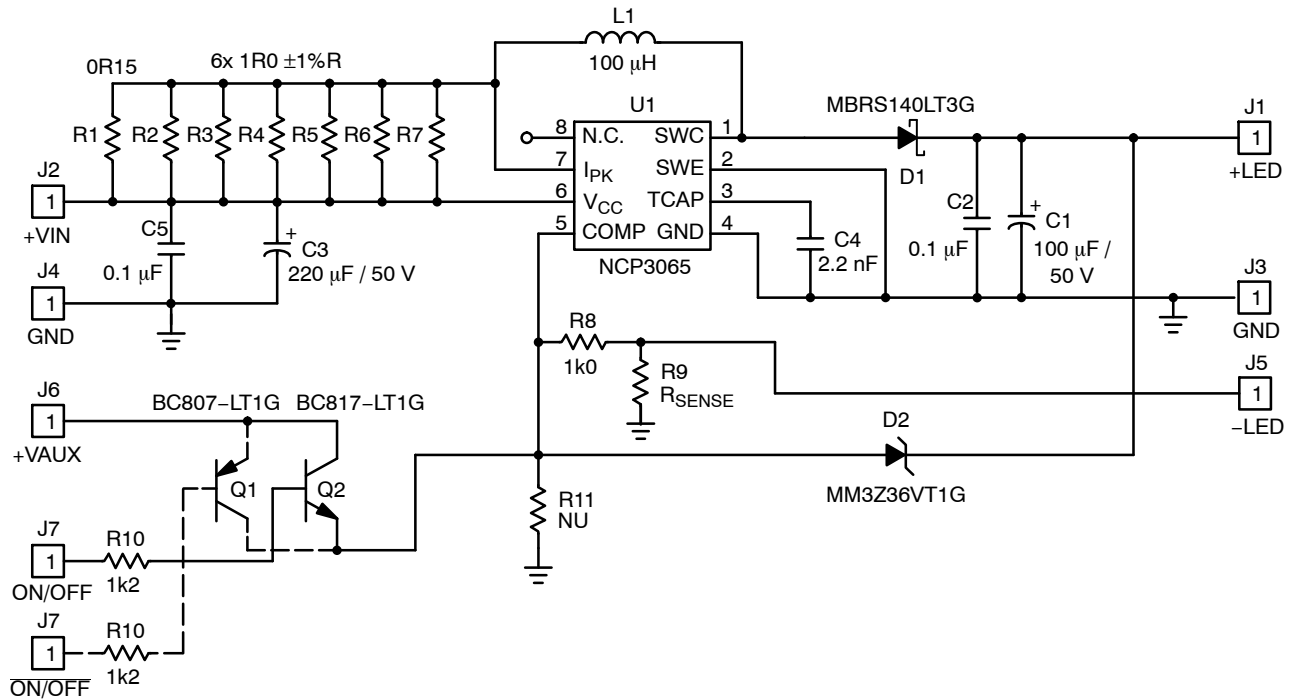 L1
100 μH
0R15
6x 1R0 ±1%R
R1
R2
R3
R4
R5
R6
R7
U1
8 N.C. SWC 1
7 IPK SWE 2
6 VCC TCAP 3
5 COMP GND 4
NCP3065
MBRS140LT3G
D1
J1
1
+LED
J2
1
+VIN
C5
0.1 μF
+
C3
220 μF / 50 V
C4
2.2 nF
C2
0.1 μF
+
C1
100 μF /
50 V
J4
1
GND
J3
1
GND
R8
1k0
R9
RSENSE
J5
1
−LED
J6
1
+VAUX
BC807−LT1G
BC817−LT1G
Q1
Q2
D2
MM3Z36VT1G
R11
NU
J7
1
ON/OFF
R10
1k2
J7
1
ON/OFF
R10
1k2